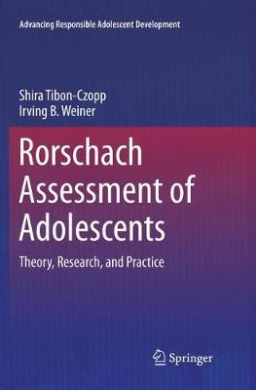 Advancing Responsible Adolescent Development
Shira Tibon-Czopp
Irving B. Weiner
Rorschach
Assessment of
Adolescents
Theory, Research, and Practice
Springer